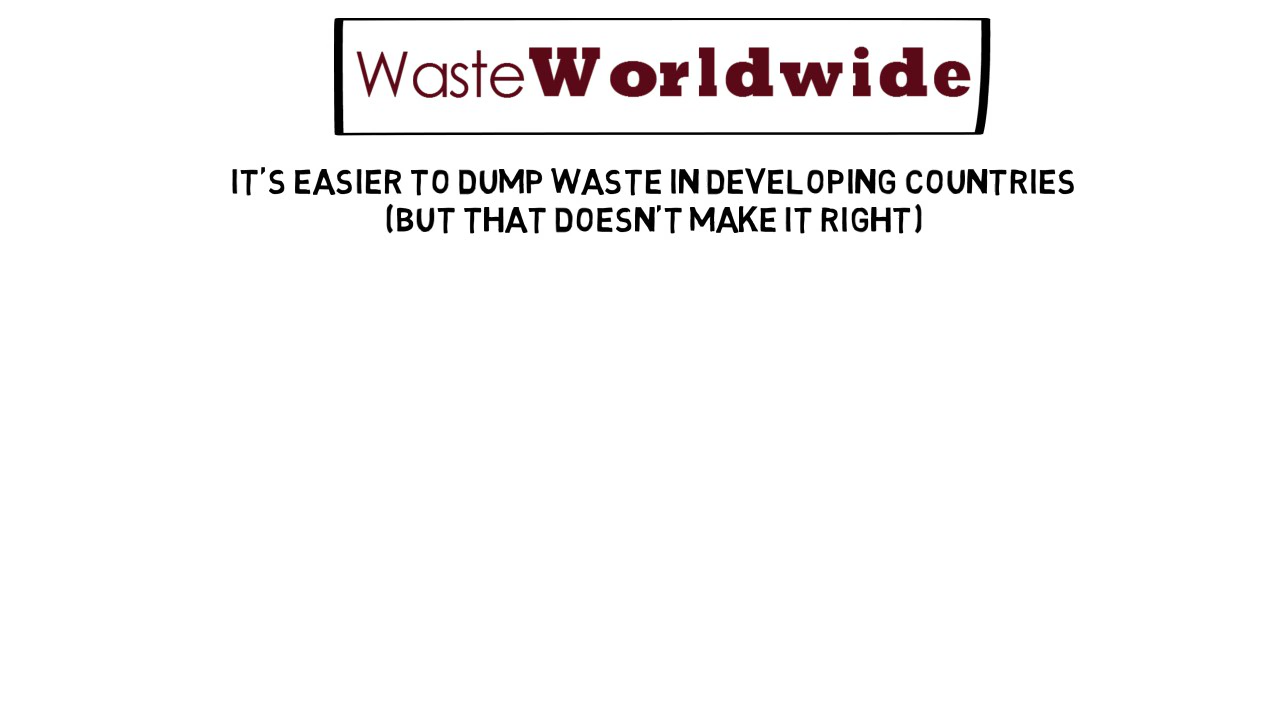 WasteWorldwide
IT'S EASIER TO DUMP WASTE IN DEVELOPING COUNTRIES
(BUT THAT DOESN'T MAKE IT RIGHT)